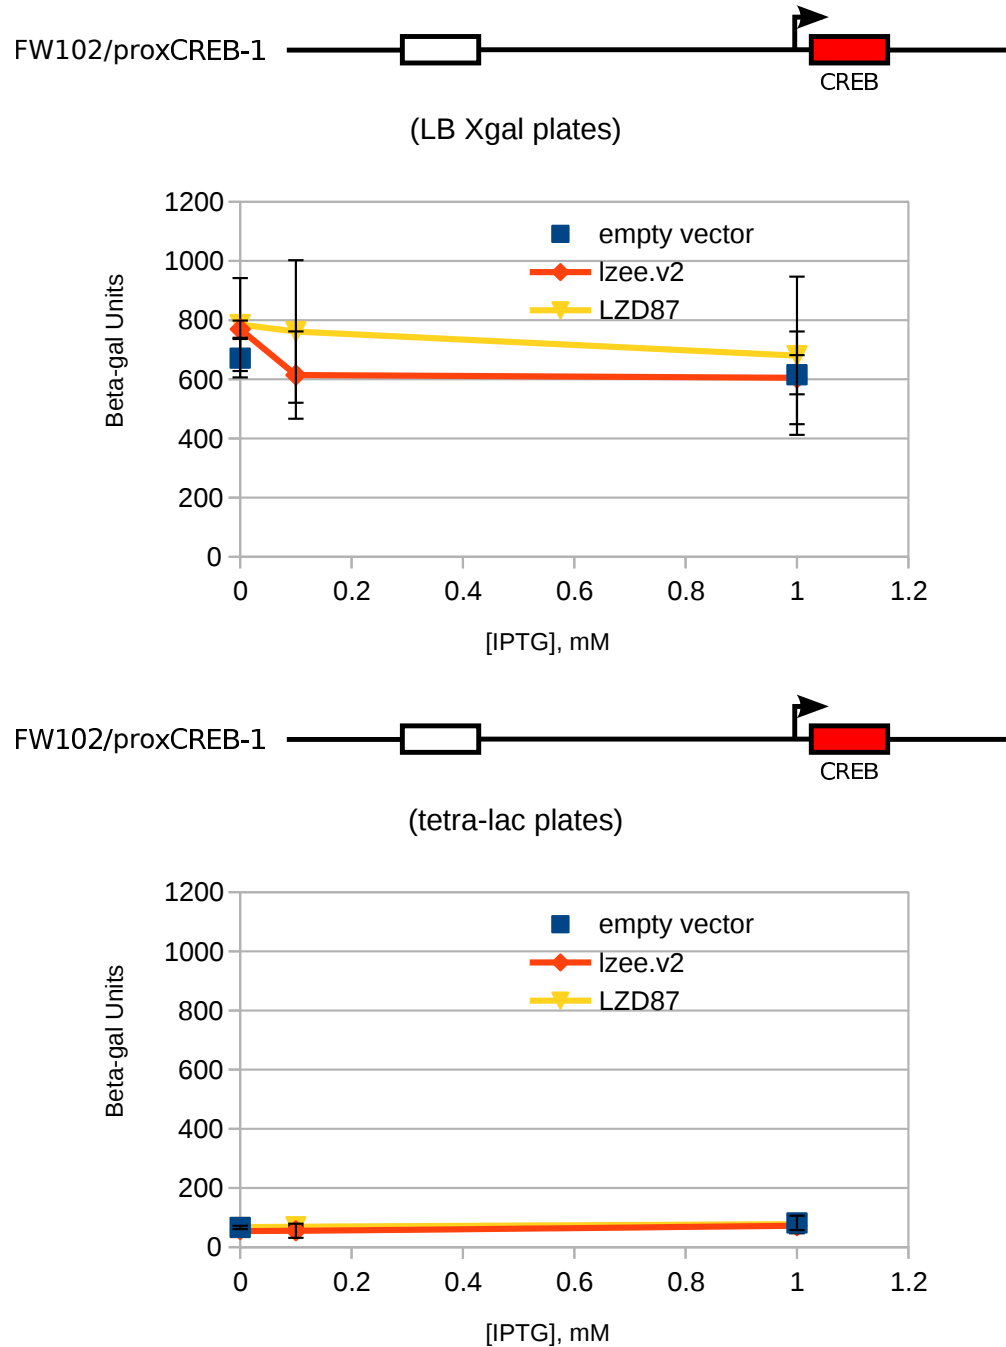 FW102/proxCREB-1
CREB
(LB Xgal plates)
1200
1000
800
600
400
200
0
Beta-gal Units
empty vector
lzee.v2
LZD87
0 0.2 0.4 0.6 0.8 1 1.2
[IPTG], mM
FW102/proxCREB-1
CREB
(tetra-lac plates)
1200
1000
800
600
400
200
0
Beta-gal Units
empty vector
lzee.v2
LZD87
0 0.2 0.4 0.6 0.8 1 1.2
[IPTG], mM